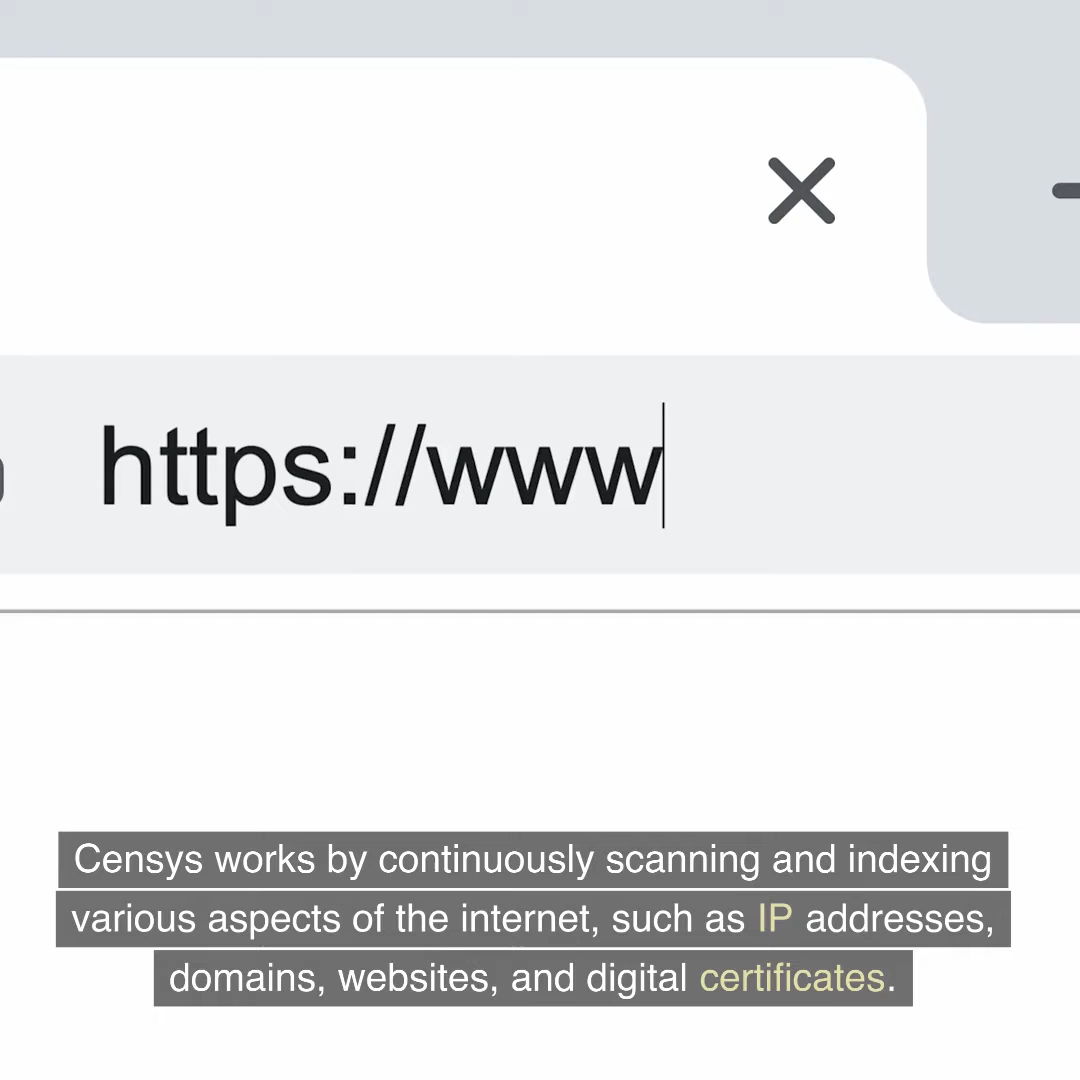 https://www
Censys works by continuously scanning and indexing
various aspects of the internet, such as IP addresses,
domains, websites, and digital certificates.